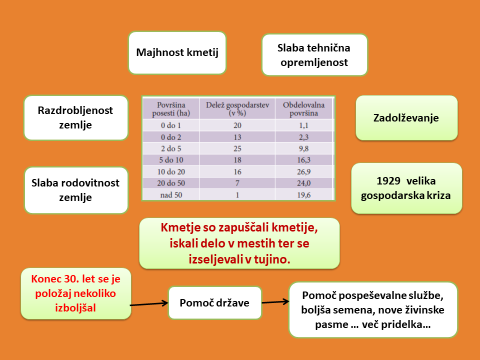 Majhnost kmetij
Slaba tehnična
opremljenost
Razdrobljenost
zemlje
Površina posesti (ha) Delež gospodarstev (v %) Obdelovalna površina
0 do 1 20 1,1
0 do 2 13 2,3
2 do 5 25 9,8
5 do 10 18 16,3
10 do 20 16 26,9
20 do 50 7 24,0
nad 50 1 19,6
Zadolževanje
Slaba rodovitnost
zemlje
1929 velika
gospodarska kriza
Kmetje so zapuščali kmetije,
iskali delo v mestih ter se
izseljevali v tujino.
Konec 30. let se je
položaj nekoliko
izboljšal
Pomoč države
Pomoč pospeševalne službe,
boljša semena, nove živinske
pasme ... več pridelka...